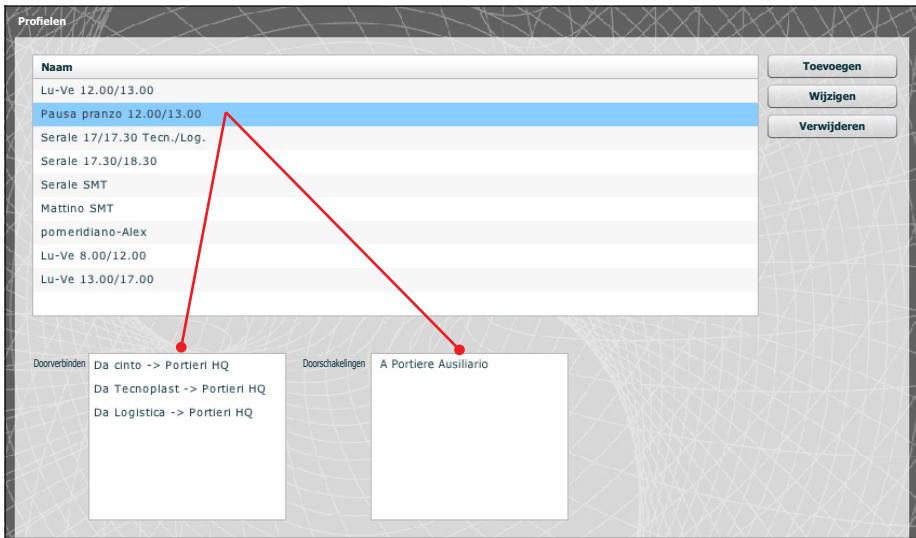 Profielen
Naam
Toevoegen
Lu-Ve 12.00/13.00
Wijzigen
Pausa pranzo 12.00/13.00
Verwijderen
Serale 17/17.30 Tecn./Log.
Serale 17.30/18.30
Serale SMT
Mattino SMT
pomeridiano-Alex
Lu-Ve 8.00/12.00
Lu-Ve 13.00/17.00
Doorverbinden
Da cinto -> Portieri HQ
Da Tecnoplast -> Portieri HQ
Da Logistica -> Portieri HQ
Doorschakelingen
A Portiere Ausiliario